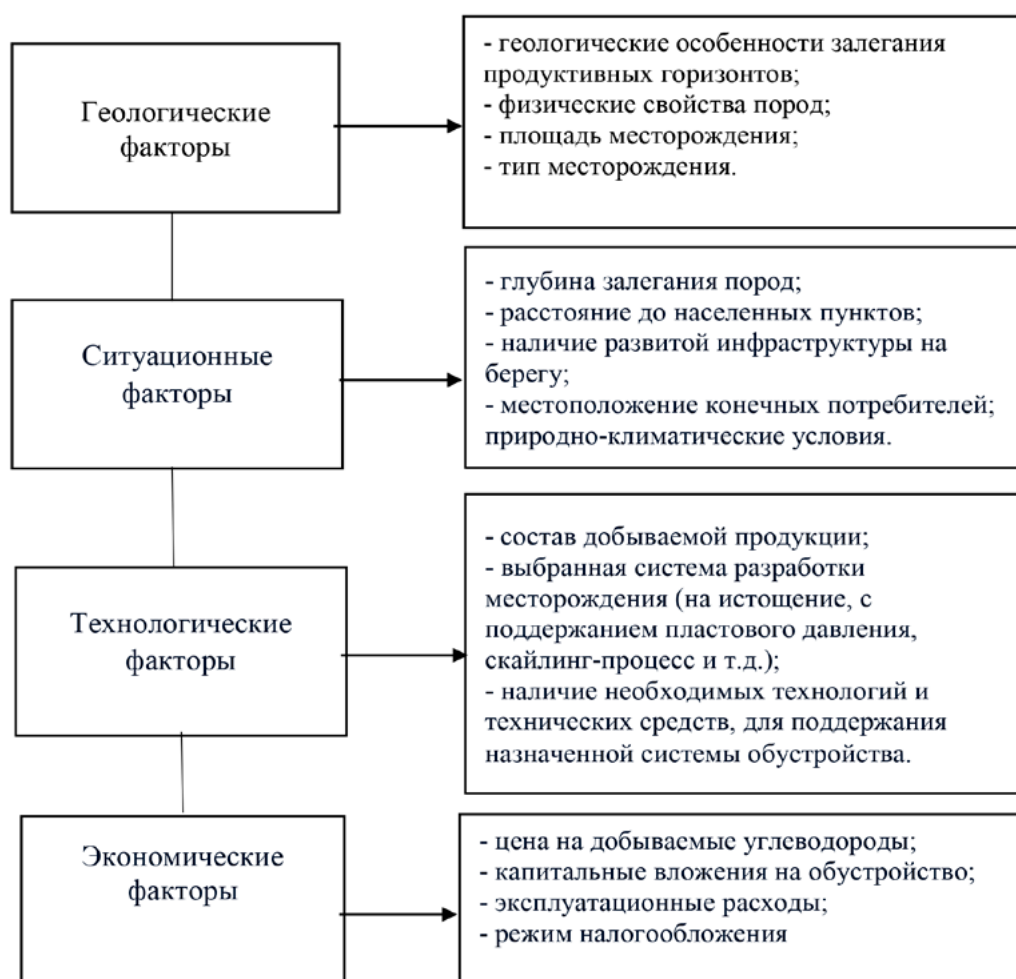 Геологические
факторы
- геологические особенности залегания
продуктивных горизонтов;
- физические свойства пород;
- площадь месторождения;
- тип месторождения.
Ситуационные
факторы
- глубина залегания пород;
- расстояние до населенных пунктов;
- наличие развитой инфраструктуры на
берегу;
- местоположение конечных потребителей;
природно-климатические условия.
Технологические
факторы
- состав добываемой продукции;
- выбранная система разработки
месторождения (на истощение, с
поддержанием пластового давления,
скайлинг-процесс и т.д.);
- наличие необходимых технологий и
технических средств, для поддержания
назначенной системы обустройства.
Экономические
факторы
- цена на добываемые углеводороды;
- капитальные вложения на обустройство;
- эксплуатационные расходы;
- режим налогообложения